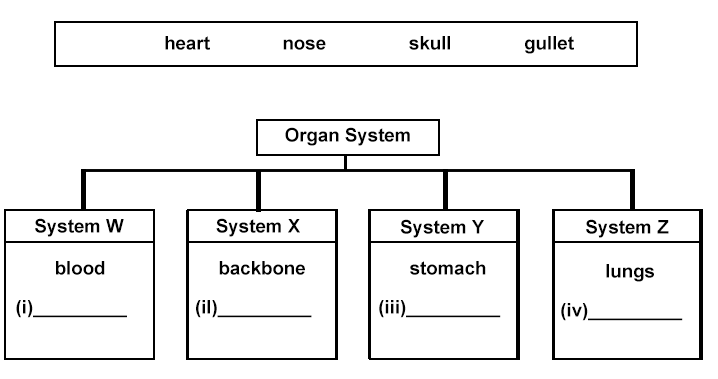 heart nose skull gullet
Organ System
System W System X System Y System Z
blood backbone stomach lungs
(i)__________ (il)__________ (iii)__________ (iv)__________